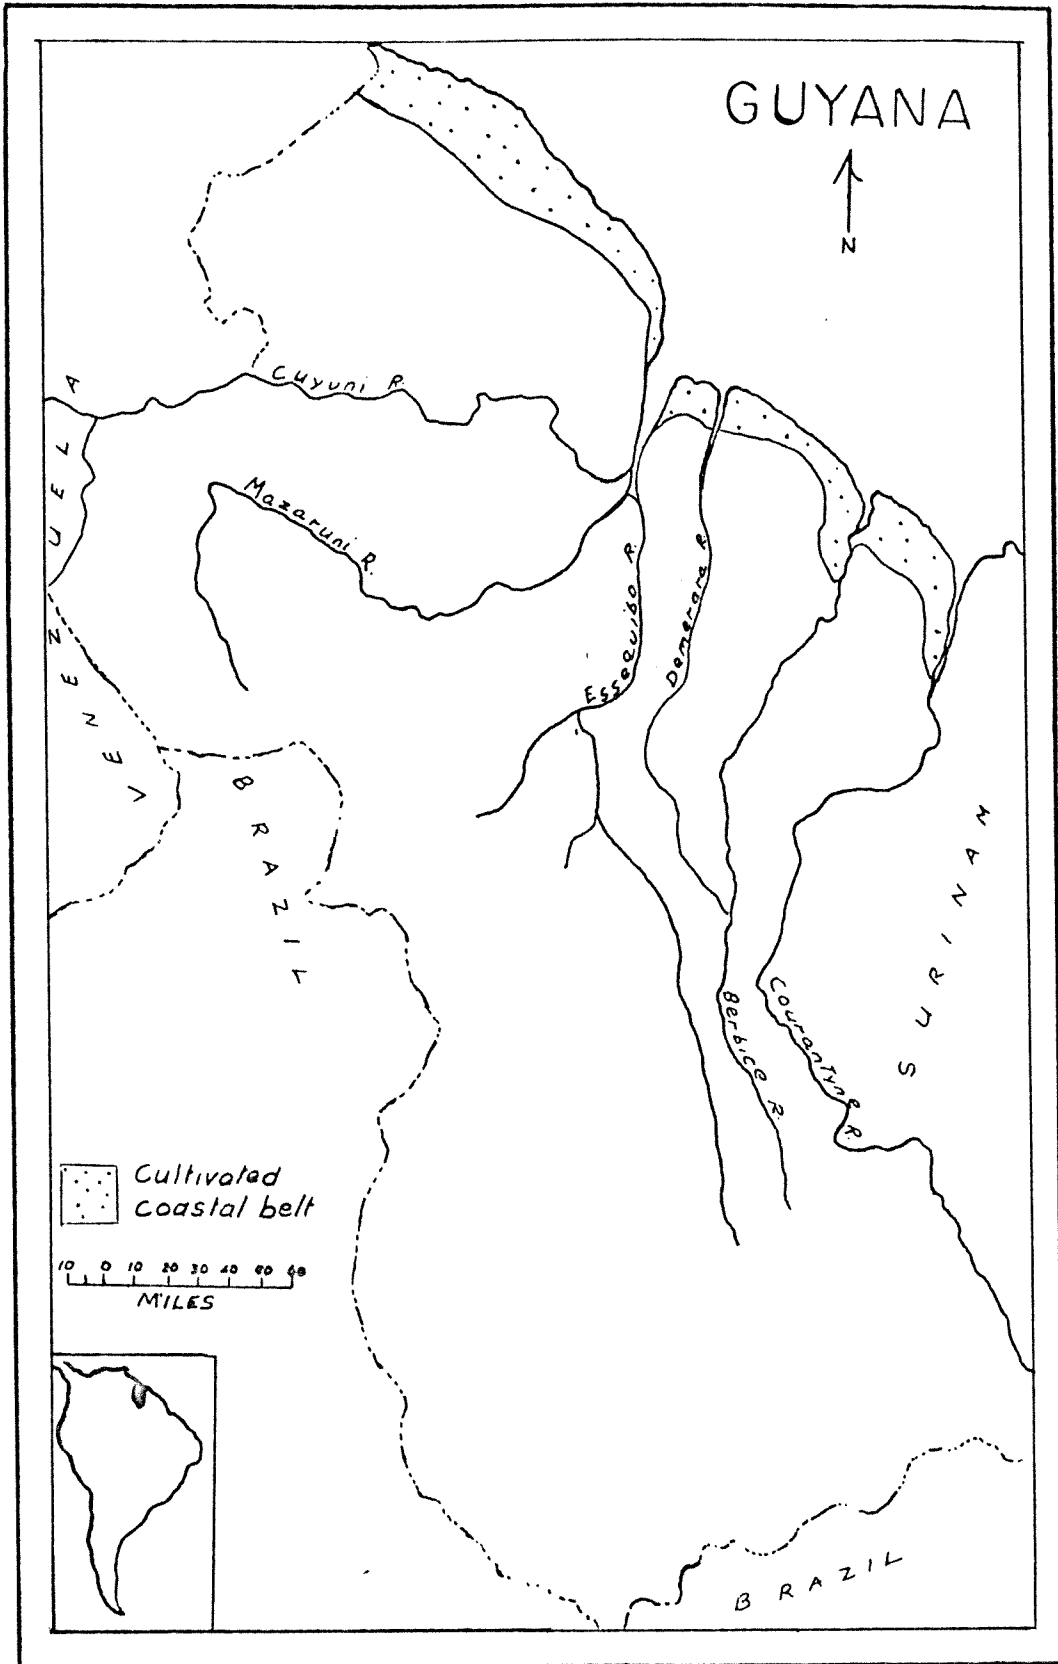 GUYANA
N
Cuyuni R.
VENEZUELA
Mazaruni R.
Essequibo R.
Demerara R.
BRAZIL
SURINAM
Courantyne R.
Berbice R.
Cultivated
coastal belt
10 0 10 20 30 40 50 60
MILES
BRAZIL